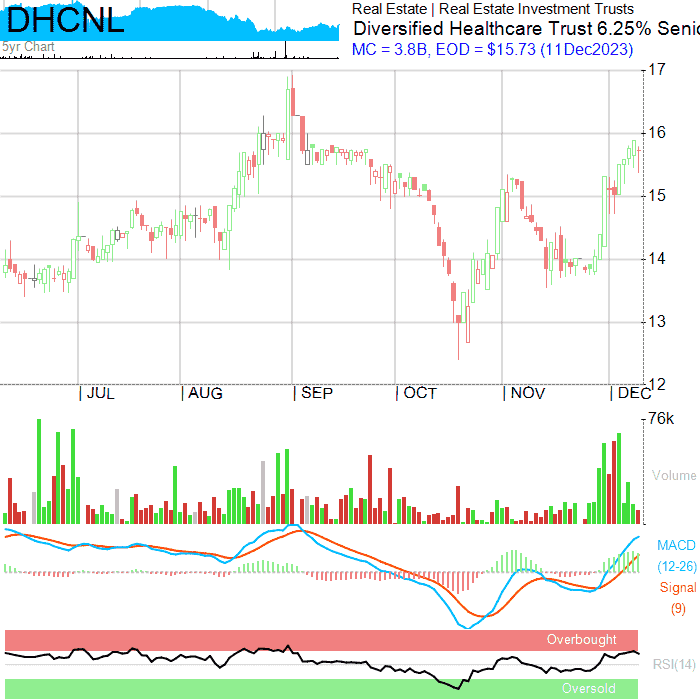 DHCNL
Real Estate | Real Estate Investment Trusts
Diversified Healthcare Trust 6.25% Senic
MC = 3.8B, EOD = $15.73 (11Dec2023)
5yr Chart
17
16
15
14
13
12
| JUL | AUG | SEP | OCT | NOV | DEC
76k
Volume
MACD
(12-26)
Signal
(9)
Overbought
RSI(14)
Oversold